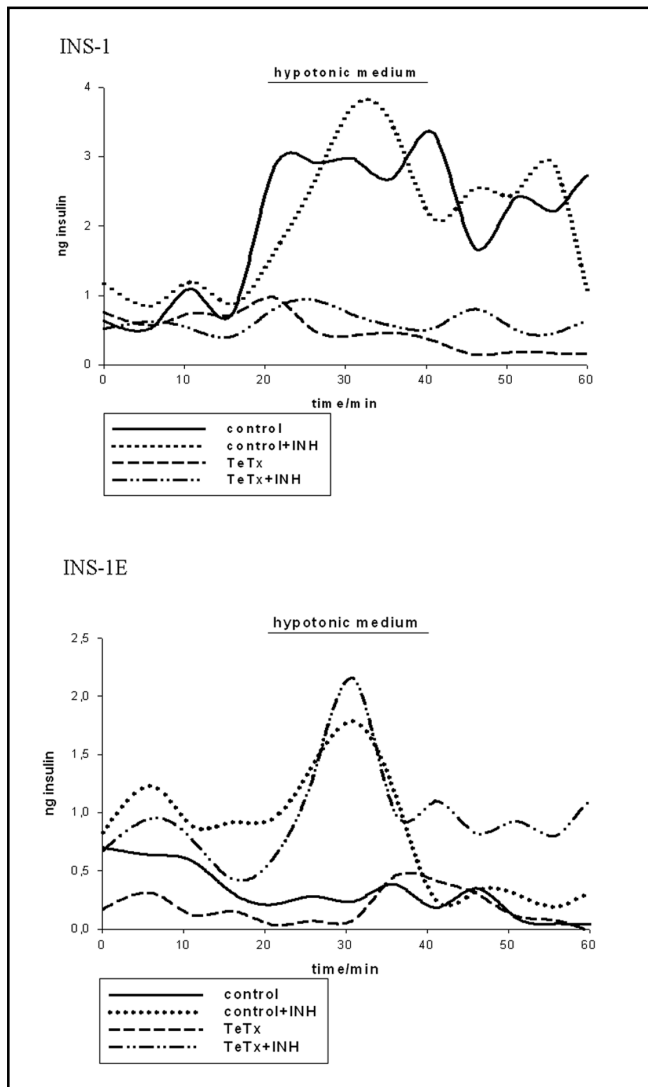 INS-1
hypotonic medium
4
3
2
1
0
ng insulin
0 10 20 30 40 50 60
time/min
control
control+INH
TeTx
TeTx+INH
INS-1E
hypotonic medium
2,5
2,0
1,5
1,0
0,5
0,0
ng insulin
0 10 20 30 40 50 60
time/min
control
control+INH
TeTx
TeTx+INH